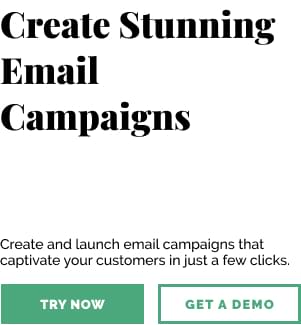 Create Stunning
Email
Campaigns
Create and launch email campaigns that
captivate your customers in just a few clicks.
TRY NOW
GET A DEMO